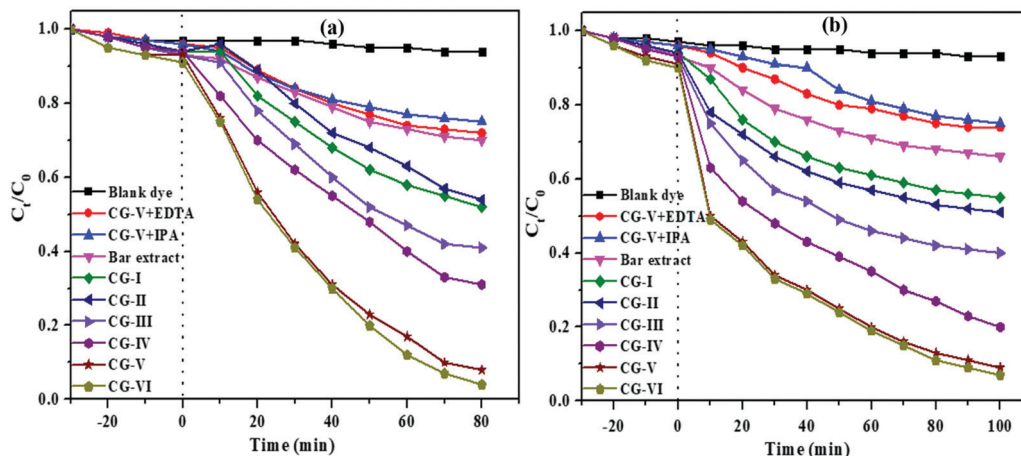 (a)
1.0
0.8
0.6
0.4
0.2
0.0
Ct/C0
Blank dye
CG-V+EDTA
CG-V+IPA
Bar extract
CG-I
CG-II
CG-III
CG-IV
CG-V
CG-VI
-20 0 20 40 60 80
Time (min)
(b)
1.0
0.8
0.6
0.4
0.2
0.0
Ct/C0
Blank dye
CG-V+EDTA
CG-V+IPA
Bar extract
CG-I
CG-II
CG-III
CG-IV
CG-V
CG-VI
-20 0 20 40 60 80 100
Time (min)